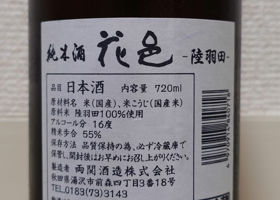 純米酒 花邑 -陸羽田-
品目 日本酒 内容量 720ml
原材料名 米(国産)、米こうじ(国産米)
原料米 陸羽田100%使用
アルコール分 16度
精米歩合 55%
保存方法 品質保持の為、必ず冷蔵庫で
保管し、開封後はお早めにお召し上がりください。
製造者 両関酒造株式会社
秋田県湯沢市前森四丁目3番18号
TEL.0183(73)3143